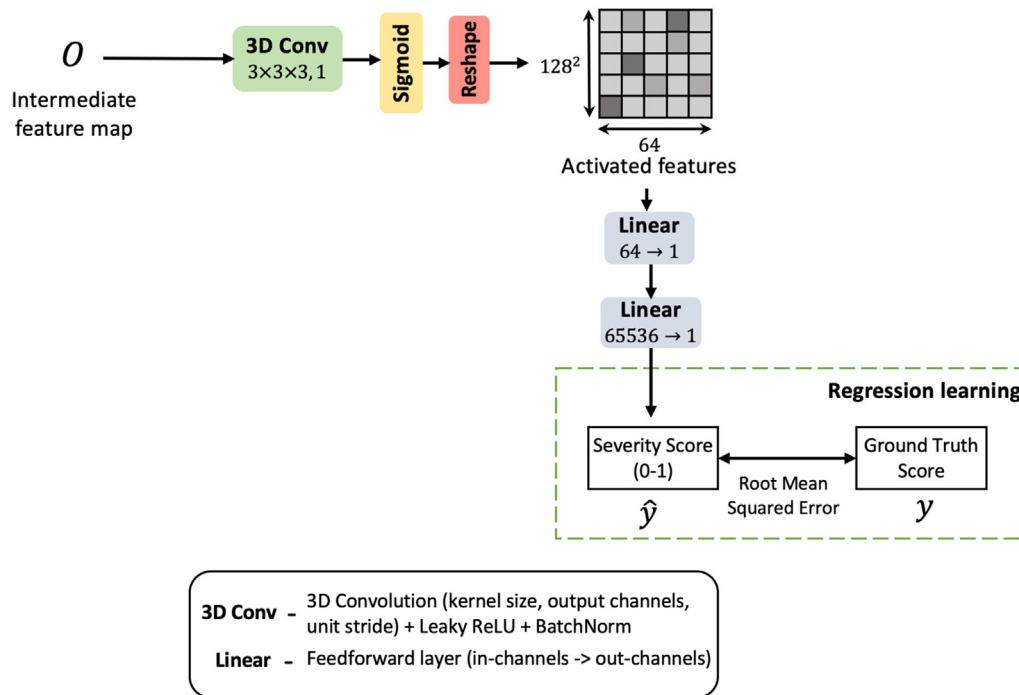 O
Intermediate
feature map
3D Conv
3×3×3, 1
Sigmoid
Reshape
128²
64
Activated features
Linear
64 → 1
Linear
65536 → 1
Regression learning
Severity Score
(0-1)
ŷ
Root Mean
Squared Error
Ground Truth
Score
y
3D Conv – 3D Convolution (kernel size, output channels,
unit stride) + Leaky ReLU + BatchNorm
Linear – Feedforward layer (in-channels -> out-channels)